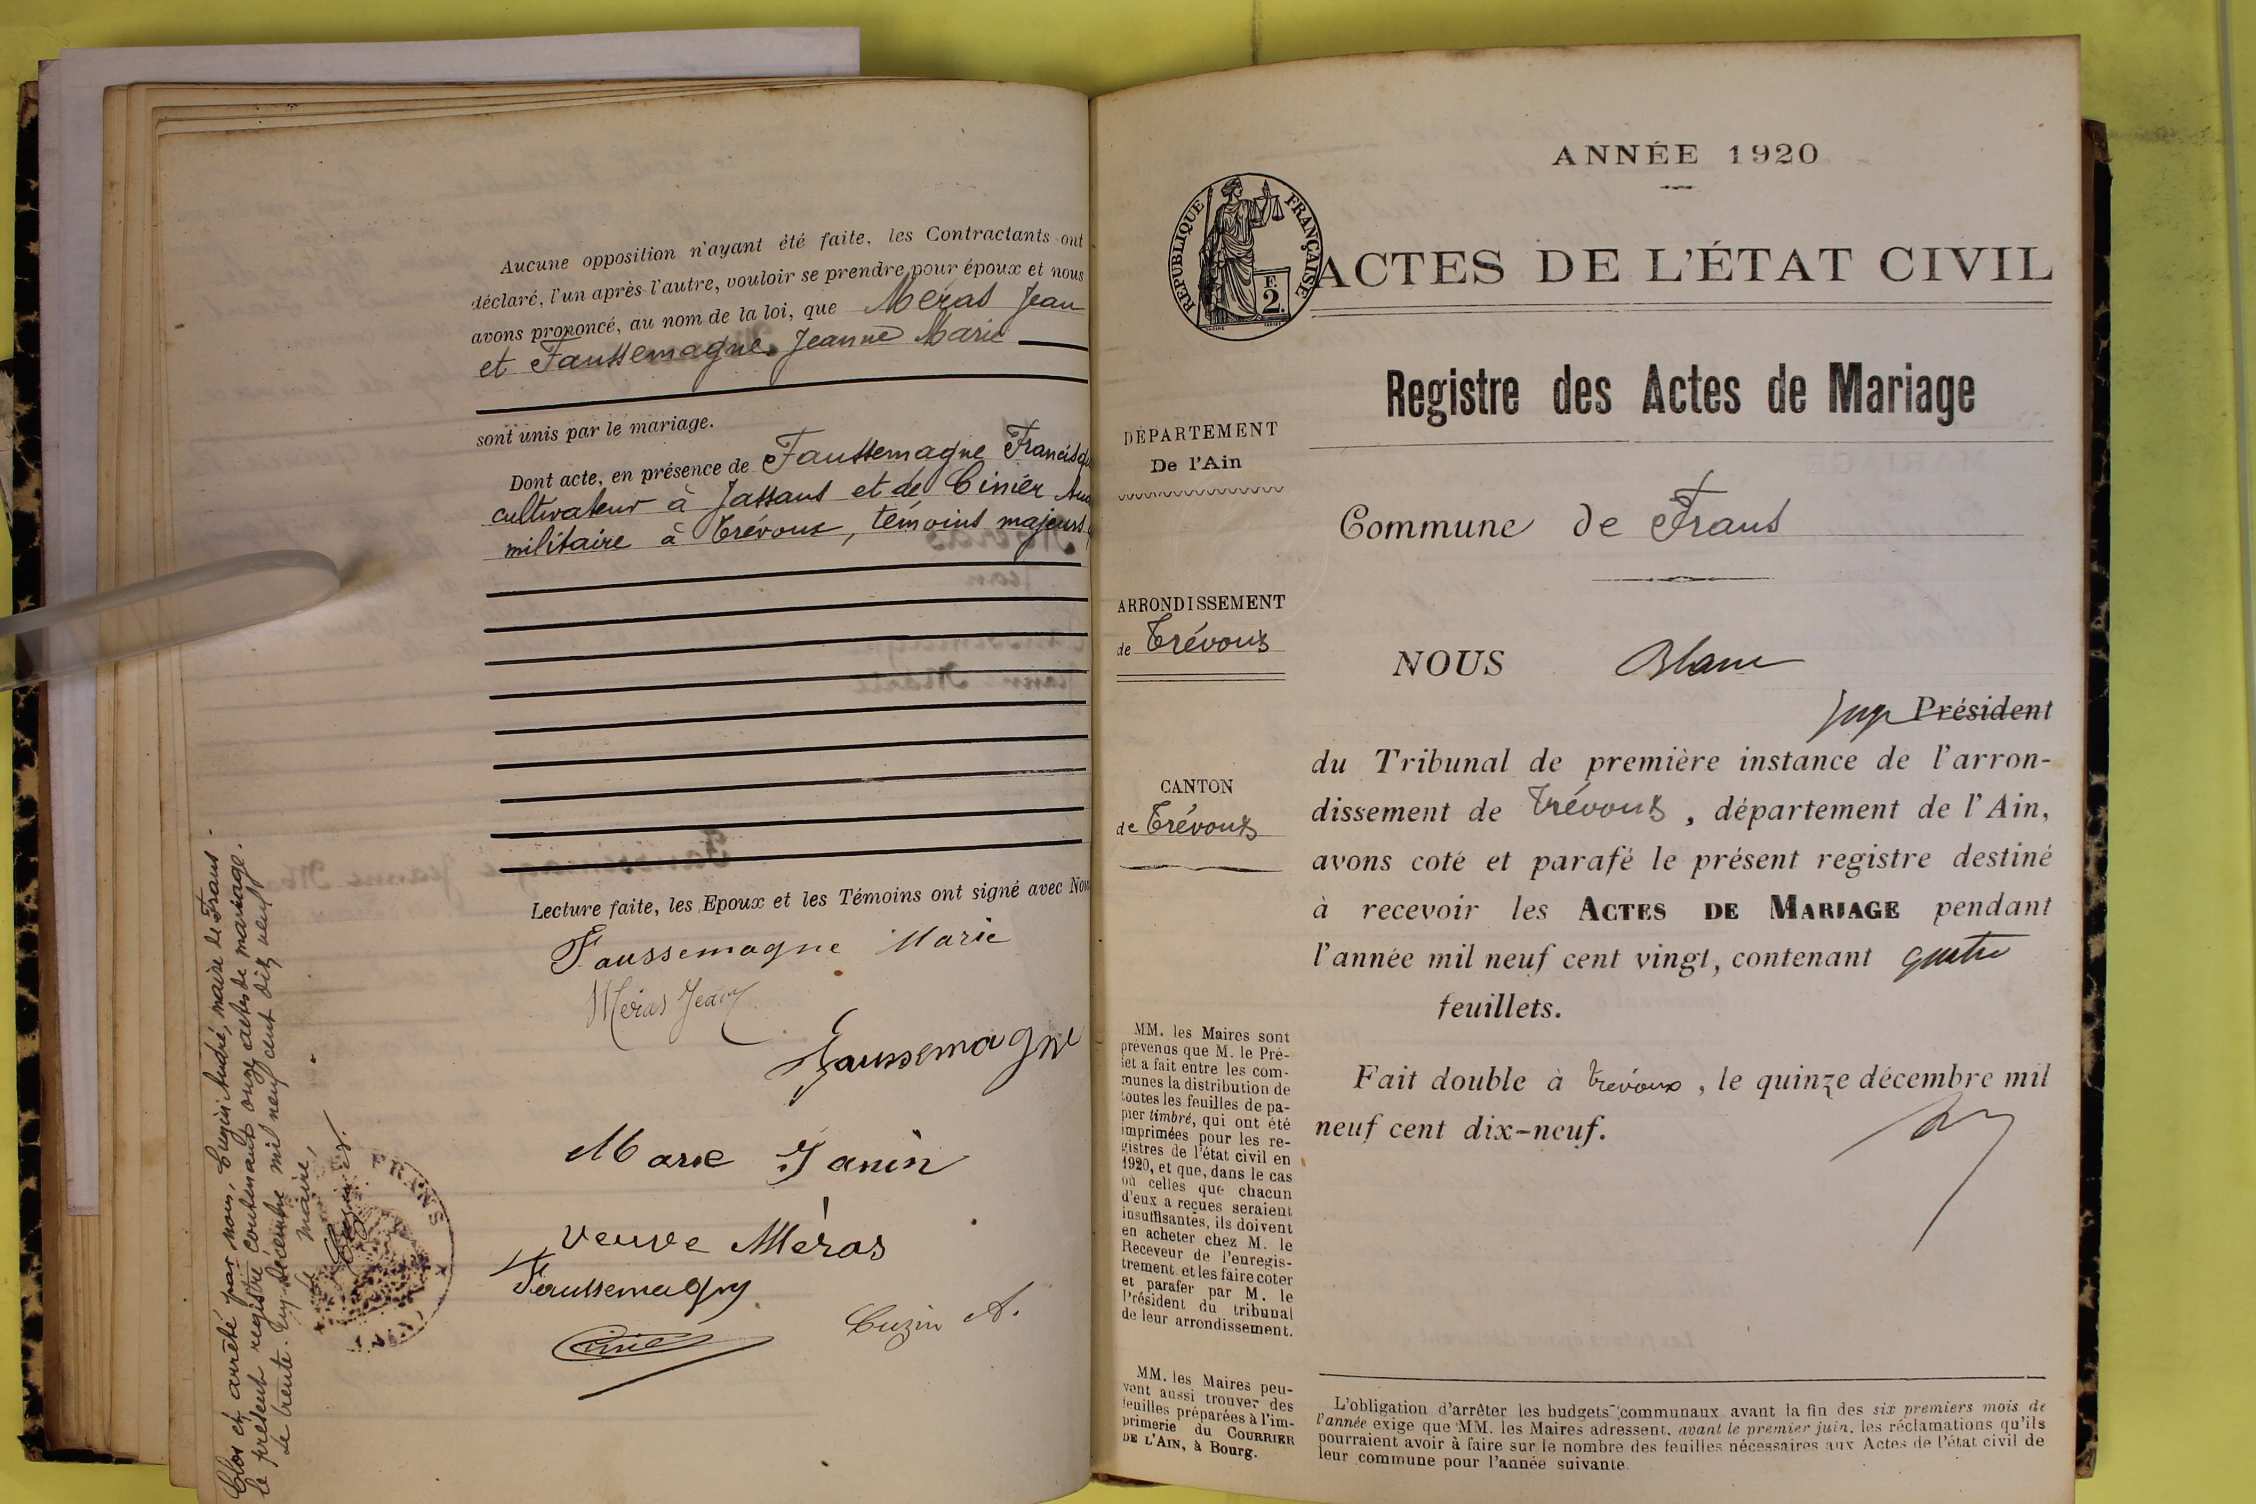 Aucune opposition n'ayant été faite, les Contractants ont
déclaré, l'un après l'autre, vouloir se prendre pour époux et nous
avons prononcé, au nom de la loi, que Méras Jean
et Faussemagne Jeanne Marie
sont unis par le mariage.
Dont acte, en présence de Faussemagne
cultivateur à Jassans et de Cinier
militaire à Trévoux, témoins majeurs
Lecture faite, les Epoux et les Témoins ont signé avec Nou
Faussemagne Marie
Méras Jean
Faussemagne
Marie Janin
veuve Méras
Faussemagne
Cinier
Cuzin A.
Clos et arrêté par nous, Cuzin André, maire de Frans
le présent registre contenant onze actes de mariage.
Le trente-un décembre mil neuf cent dix neuf
Le maire,
Cuzin A.
FRANS
ANNÉE 1920
RÉPUBLIQUE FRANÇAISE
F.
2.
ACTES DE L'ÉTAT CIVIL
Registre des Actes de Mariage
DÉPARTEMENT
De l'Ain
Commune de Frans
ARRONDISSEMENT
de Trévoux
CANTON
de Trévoux
NOUS Blanc
Juge Président
du Tribunal de première instance de l'arron-
dissement de Trévoux, département de l'Ain,
avons coté et parafé le présent registre destiné
à recevoir les ACTES DE MARIAGE pendant
l'année mil neuf cent vingt, contenant quatre
feuillets.
Fait double à Trévoux, le quinze décembre mil
neuf cent dix-neuf.
MM. les Maires sont
prévenus que M. le Pré-
fet a fait entre les com-
munes la distribution de
toutes les feuilles de pa-
pier timbré, qui ont été
imprimées pour les re-
gistres de l'état civil en
1920, et que, dans le cas
où celles que chacun
d'eux a reçues seraient
insuffisantes, ils doivent
en acheter chez M. le
Receveur de l'enregis-
trement et les faire coter
et parafer par M. le
Président du tribunal
de leur arrondissement.
MM. les Maires peu-
vent aussi trouver des
feuilles préparées à l'im-
primerie du COURRIER
DE L'AIN, à Bourg.
L'obligation d'arrêter les budgets communaux avant la fin des six premiers mois de
l'année exige que MM. les Maires adressent, avant le premier juin, les réclamations qu'ils
pourraient avoir à faire sur le nombre des feuilles nécessaires aux Actes de l'état civil de
leur commune pour l'année suivante.